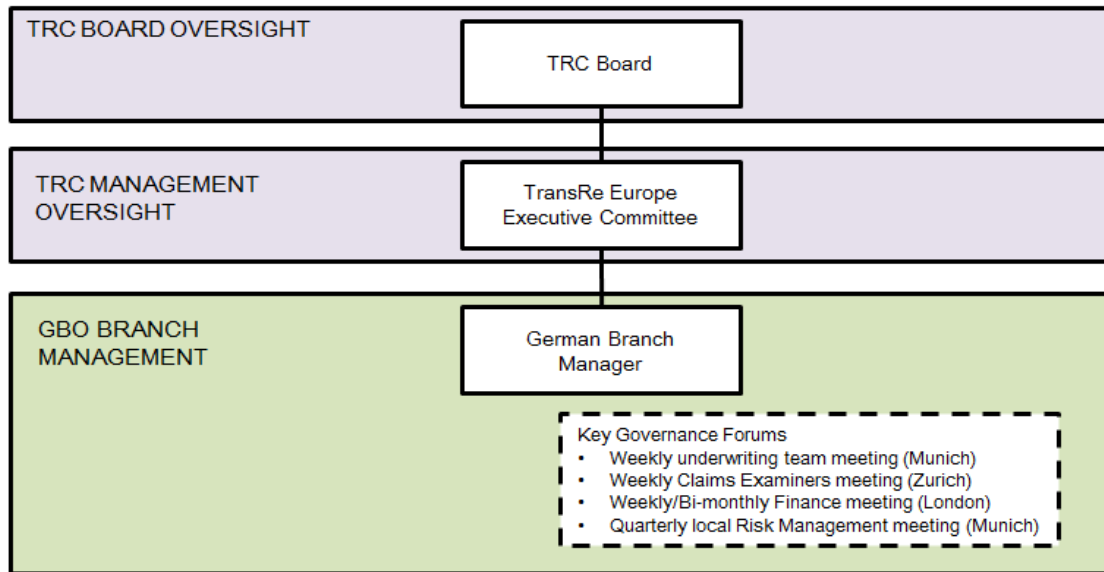 TRC BOARD OVERSIGHT
TRC Board
TRC MANAGEMENT
OVERSIGHT
TransRe Europe
Executive Committee
GBO BRANCH
MANAGEMENT
German Branch
Manager
Key Governance Forums
• Weekly underwriting team meeting (Munich)
• Weekly Claims Examiners meeting (Zurich)
• Weekly/Bi-monthly Finance meeting (London)
• Quarterly local Risk Management meeting (Munich)